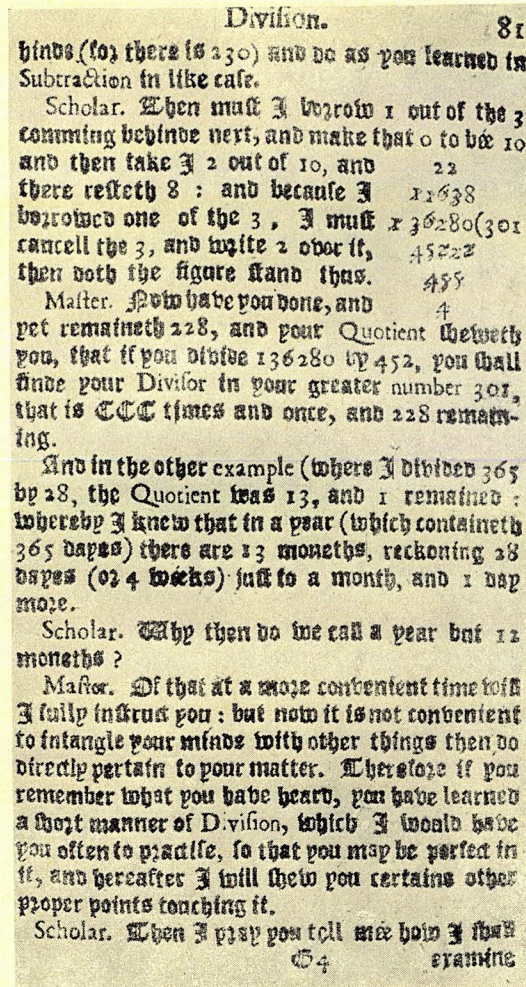 Diviſion. 81
hinde (for there is 230) and do as you learned in
Subtraction in like caſe.
Scholar. Then muſt I borrow 1 out of the 3
comming behinde next, and make that 0 to bee 10
and then take I 2 out of 10, and 22
there reſteth 8 : and becauſe I 11638
borrowed one of the 3, I muſt 136280(301
cancell the 3, and write 2 over it, 45222
then doth the figure ſtand thus. 455
Maſter. Now have you done, and 4
yet remaineth 228, and your Quotient ſheweth
you, that if you divide 136280 by 452, you ſhall
finde your Diviſor in your greater number 301,
that is CCC times and once, and 228 remain-
ing.
And in the other example (where I divided 365
by 28, the Quotient was 13, and 1 remained :
whereby I knew that in a year (which containeth
365 dayes) there are 13 moneths, reckoning 28
dayes (or 4 weeks) juſt to a month, and 1 day
more.
Scholar. Why then do we call a year but 12
moneths ?
Maſter. Of that at a more convenient time will
I fully inſtruct you : but now it is not convenient
to intangle your minde with other things then do
directly pertain to your matter. Therefore if you
remember what you have heard, you have learned
a ſhort manner of Diviſion, which I would have
you often to practiſe, ſo that you may be perfect in
it, and hereafter I will ſhew you certaine other
proper points touching it.
Scholar. Then I pray you tell mee how I ſhall
G4 examine